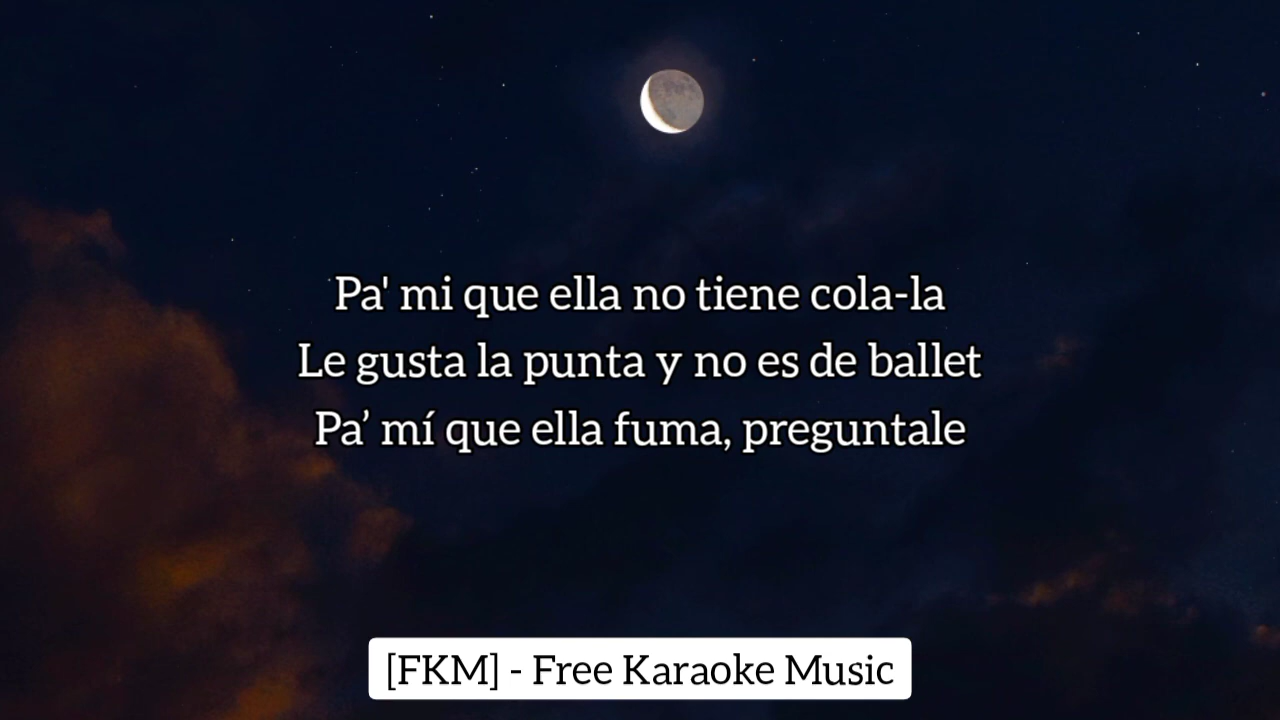 Pa' mi que ella no tiene cola-la
Le gusta la punta y no es de ballet
Pa’ mí que ella fuma, preguntale
[FKM] - Free Karaoke Music